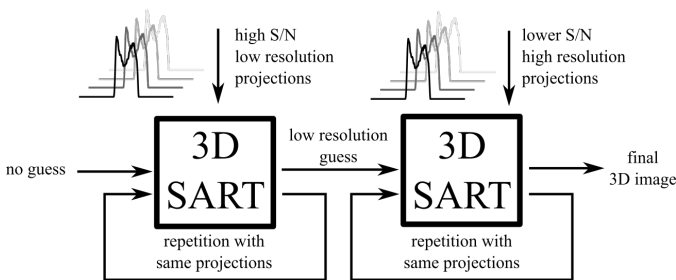 high S/N
low resolution
projections
lower S/N
high resolution
projections
no guess
3D
SART
low resolution
guess
3D
SART
final
3D image
repetition with
same projections
repetition with
same projections